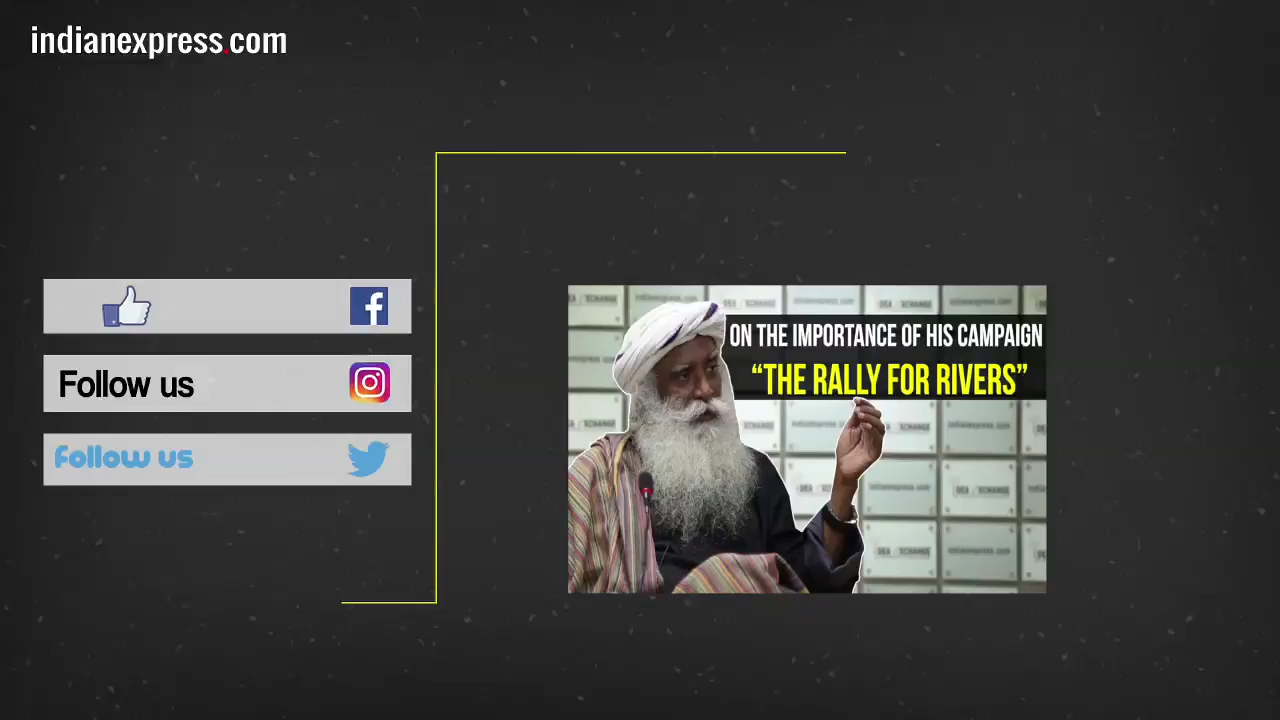 indianexpress.com
Follow us
Follow us
ON THE IMPORTANCE OF HIS CAMPAIGN
“THE RALLY FOR RIVERS”